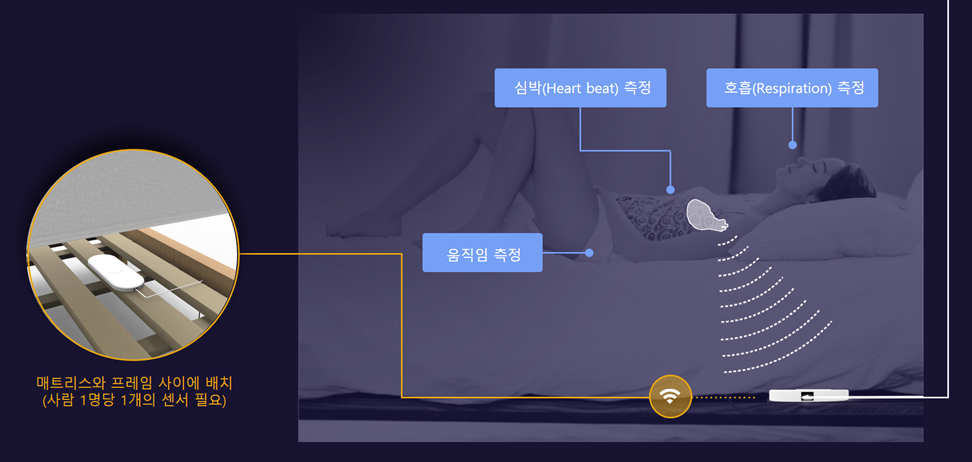 심박(Heart beat) 측정
호흡(Respiration) 측정
움직임 측정
매트리스와 프레임 사이에 배치
(사람 1명당 1개의 센서 필요)